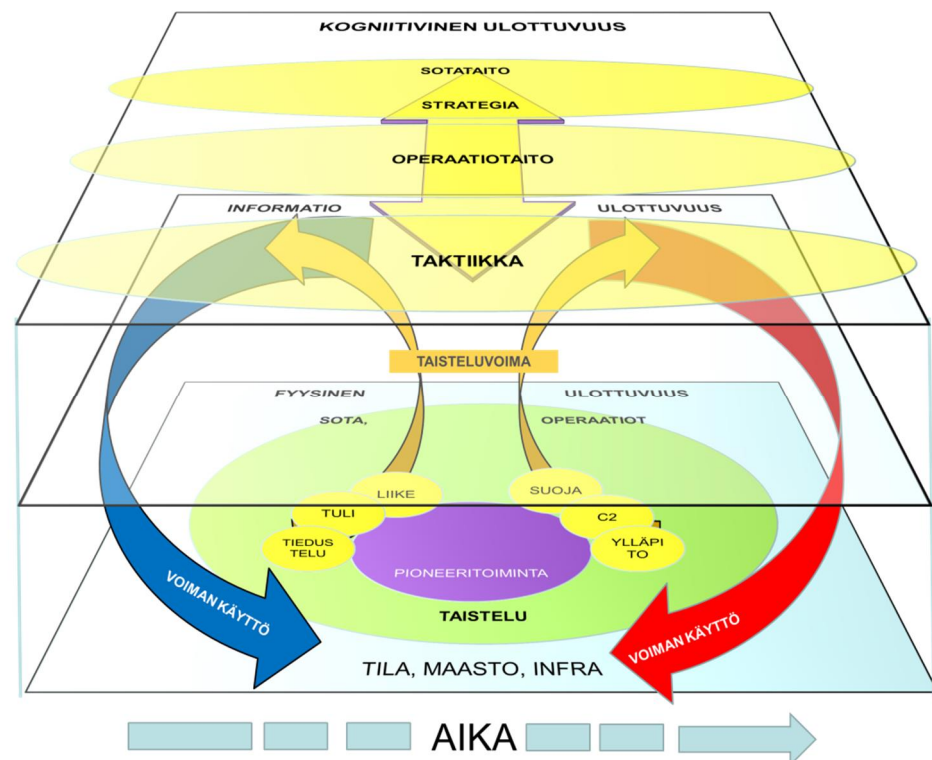 KOGNIITIVINEN ULOTTUVUUS
SOTATAITO
STRATEGIA
OPERAATIOTAITO
INFORMATIO ULOTTUVUUS
TAKTIIKKA
TAISTELUVOIMA
FYYSINEN ULOTTUVUUS
SOTA, OPERAATIOT
LIIKE SUOJA
TULI C2
TIEDUS YLLÄPI
TELU TO
PIONEERITOIMINTA
TAISTELU
VOIMAN KÄYTTÖ VOIMAN KÄYTTÖ
TILA, MAASTO, INFRA
AIKA